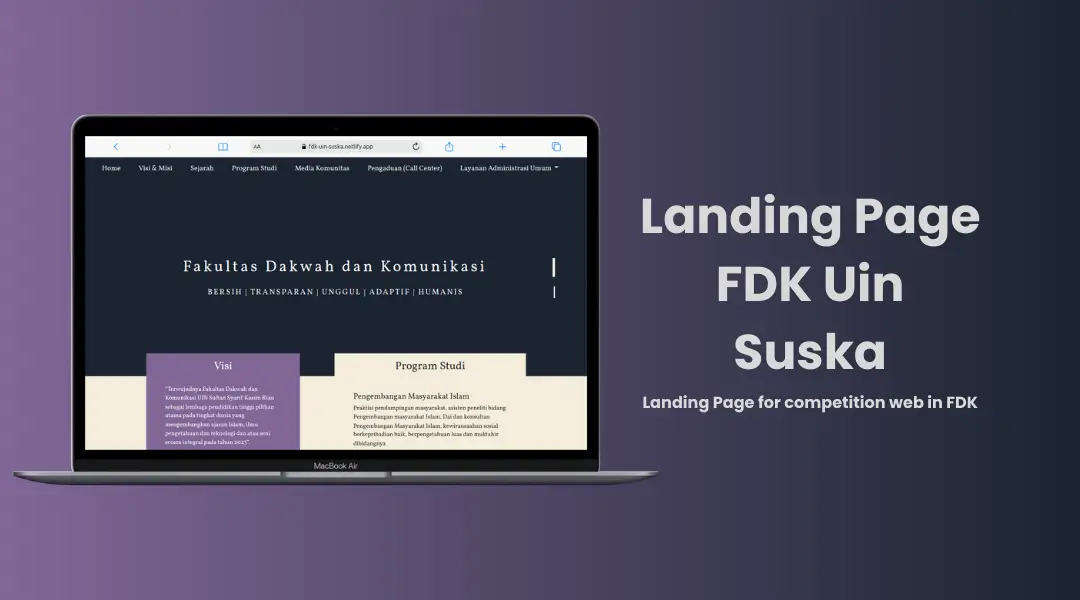 AA
fdk-uin-suska.netlify.app
Home Visi & Misi Sejarah Program Studi Media Komunitas Pengaduan (Call Center) Layanan Administrasi Umum
Fakultas Dakwah dan Komunikasi
BERSIH | TRANSPARAN | UNGGUL | ADAPTIF | HUMANIS
Visi
"Terwujudnya Fakultas Dakwah dan
Komunikasi UIN Sultan Syarif Kasim Riau
sebagai lembaga pendidikan tinggi pilihan
utama pada tingkat dunia yang
mengembangkan ajaran Islam, ilmu
pengetahuan dan teknologi dan atau seni
secara integral pada tahun 2025".
Program Studi
Pengembangan Masyarakat Islam
Praktisi pendampingan masyarakat, asisten peneliti bidang
Pengembangan masyarakat Islam, Dai dan konsultan
Pengembangan Masyarakat Islam, kewirausahaan sosial
berkepribadian baik, berpengetahuan luas dan mutkahir
dibidangnya
MacBook Air
Landing Page
FDK Uin
Suska
Landing Page for competition web in FDK